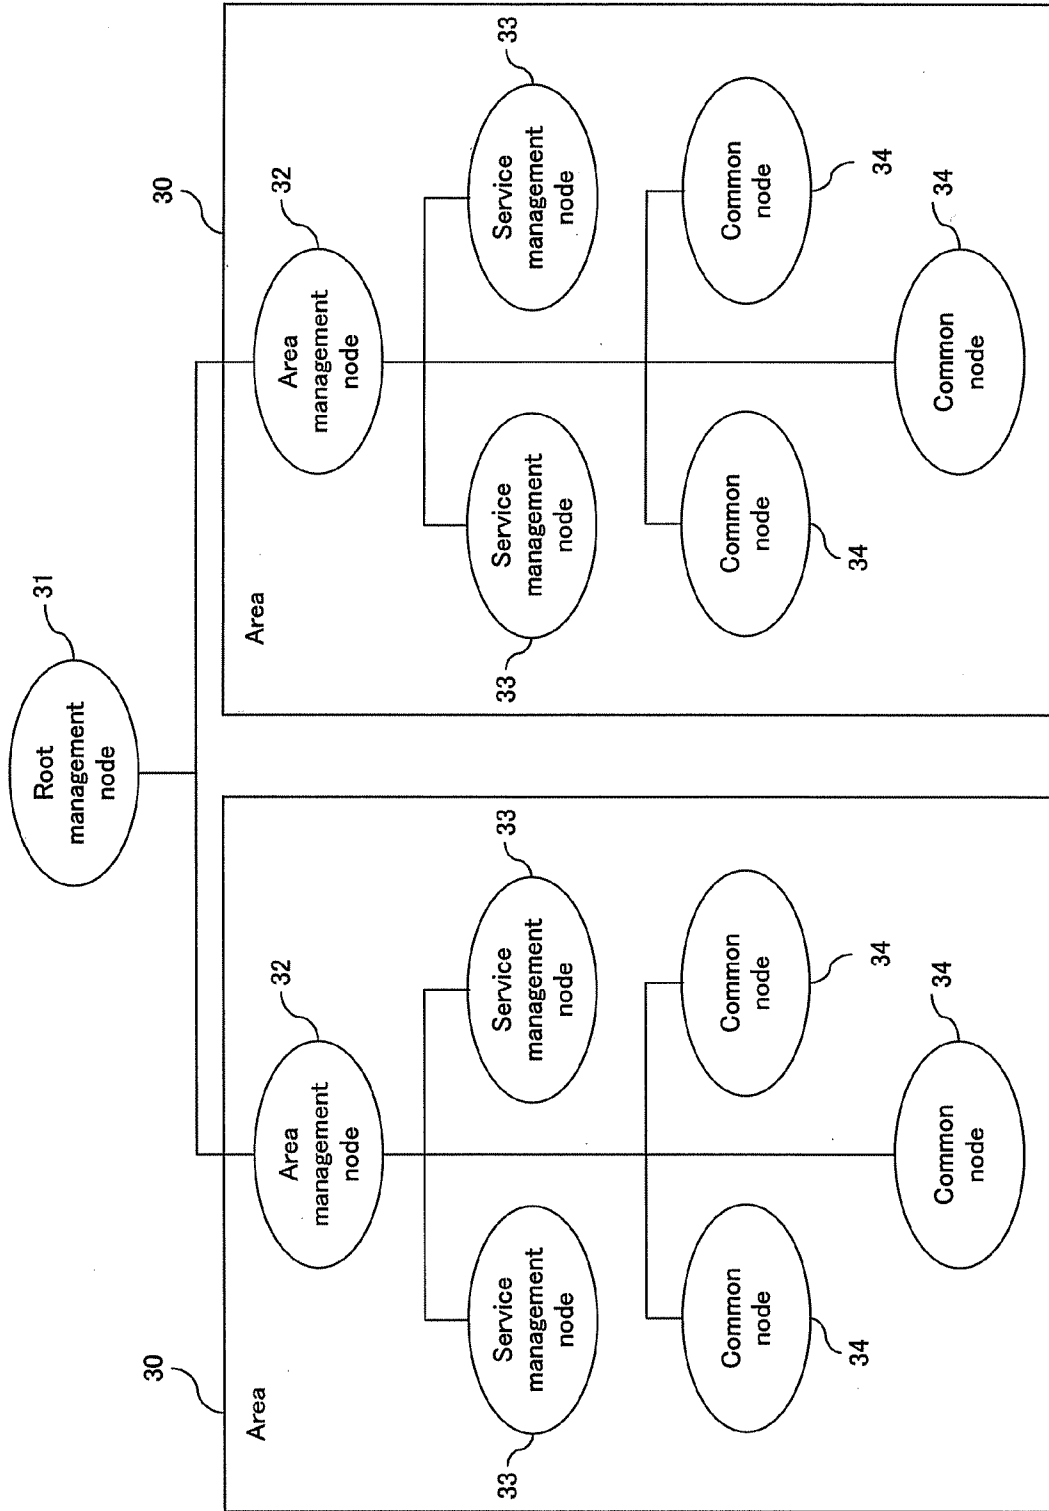 Root
management
node
31
30
Area
Area
management
node
32
Service
management
node
33
Service
management
node
33
Common
node
34
Common
node
34
Common
node
34
30
Area
Area
management
node
32
Service
management
node
33
Service
management
node
33
Common
node
34
Common
node
34
Common
node
34